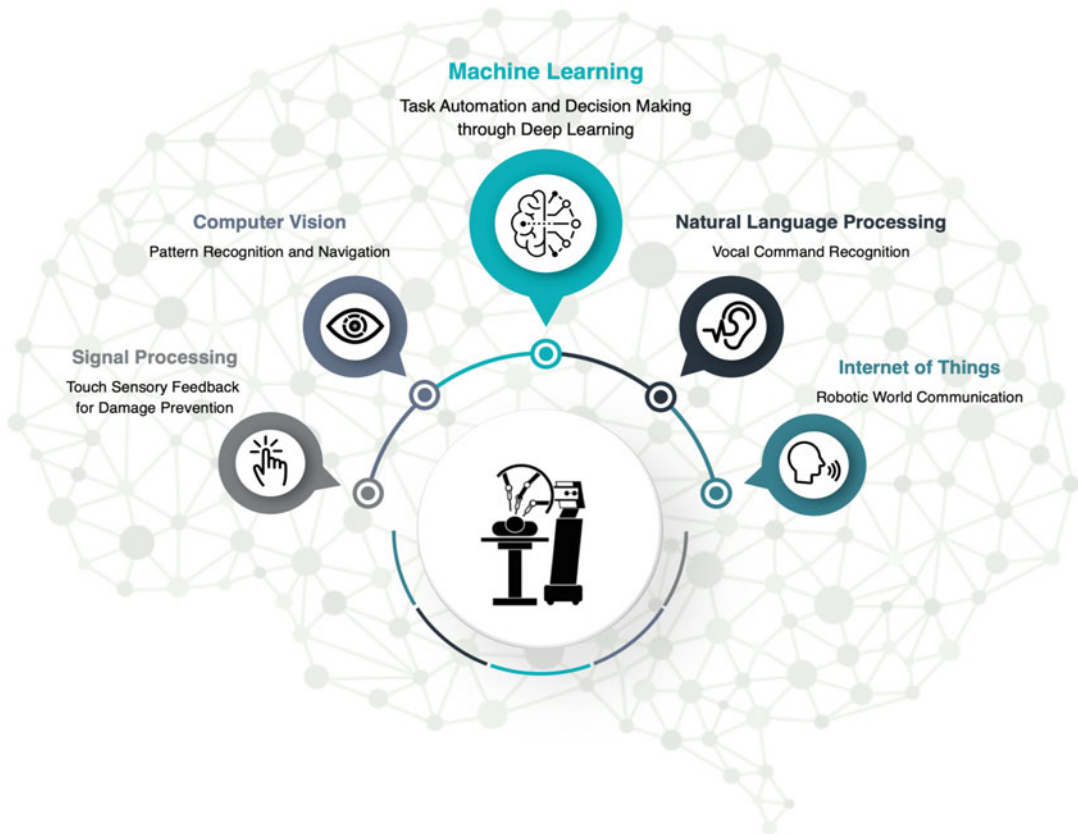 Machine Learning
Task Automation and Decision Making
through Deep Learning
Computer Vision
Pattern Recognition and Navigation
Natural Language Processing
Vocal Command Recognition
Signal Processing
Touch Sensory Feedback
for Damage Prevention
Internet of Things
Robotic World Communication